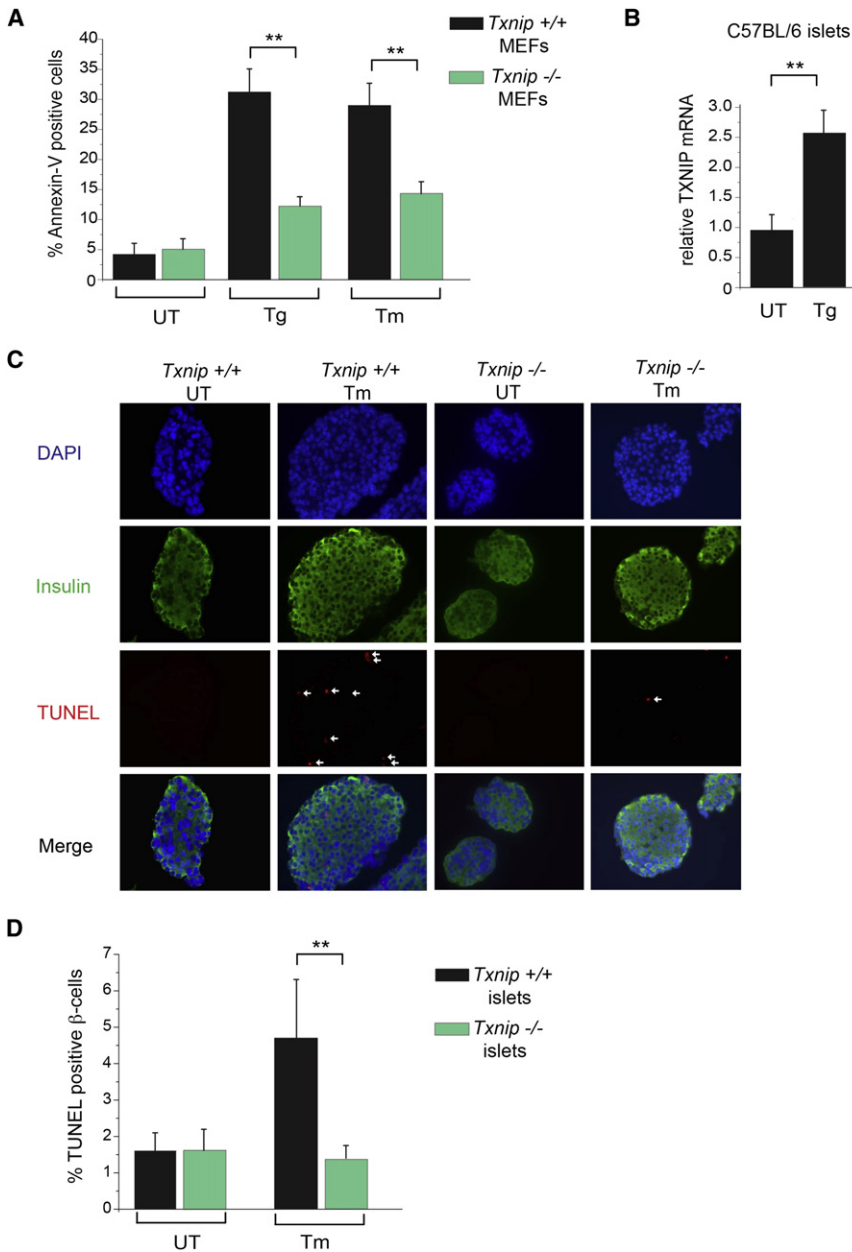 A
% Annexin-V positive cells
40
35
30
25
20
15
10
5
0
**
**
UT
Tg
Tm
Txnip +/+
MEFs
Txnip -/-
MEFs
B
C57BL/6 islets
**
relative TXNIP mRNA
3.0
2.5
2.0
1.5
1.0
0.5
0
UT
Tg
C
Txnip +/+
UT
Txnip +/+
Tm
Txnip -/-
UT
Txnip -/-
Tm
DAPI
Insulin
TUNEL
Merge
D
% TUNEL positive β-cells
7
6
5
4
3
2
1
0
**
UT
Tm
Txnip +/+
islets
Txnip -/-
islets